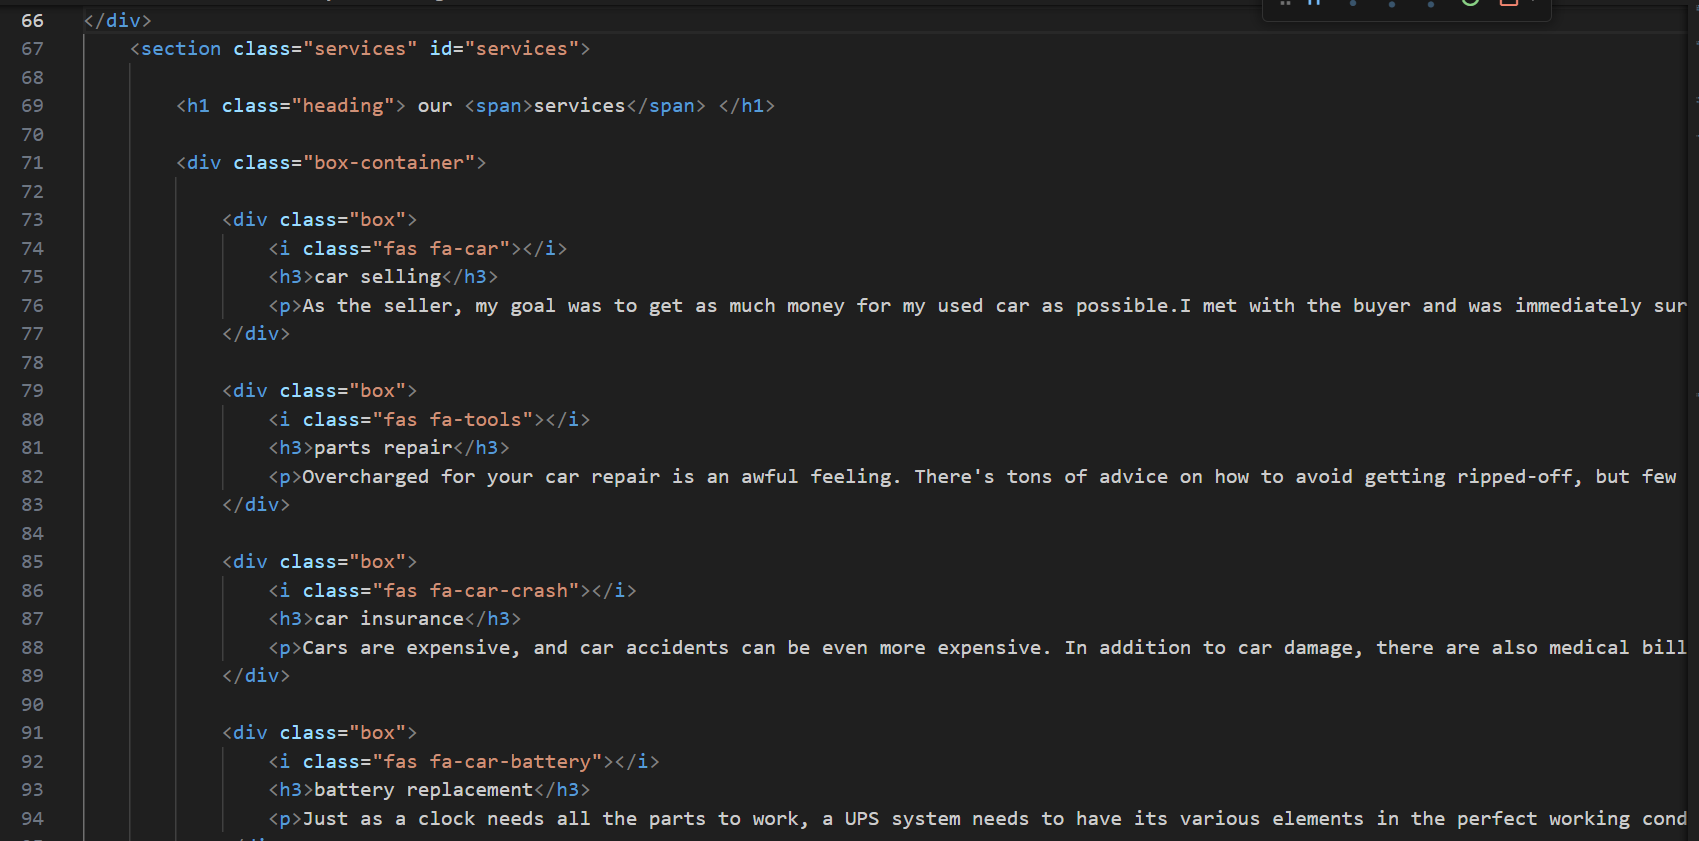 66 </div>
67 <section class="services" id="services">
68
69 <h1 class="heading"> our <span>services</span> </h1>
70
71 <div class="box-container">
72
73 <div class="box">
74 <i class="fas fa-car"></i>
75 <h3>car selling</h3>
76 <p>As the seller, my goal was to get as much money for my used car as possible.I met with the buyer and was immediately sur
77 </div>
78
79 <div class="box">
80 <i class="fas fa-tools"></i>
81 <h3>parts repair</h3>
82 <p>Overcharged for your car repair is an awful feeling. There's tons of advice on how to avoid getting ripped-off, but few
83 </div>
84
85 <div class="box">
86 <i class="fas fa-car-crash"></i>
87 <h3>car insurance</h3>
88 <p>Cars are expensive, and car accidents can be even more expensive. In addition to car damage, there are also medical bill
89 </div>
90
91 <div class="box">
92 <i class="fas fa-car-battery"></i>
93 <h3>battery replacement</h3>
94 <p>Just as a clock needs all the parts to work, a UPS system needs to have its various elements in the perfect working cond